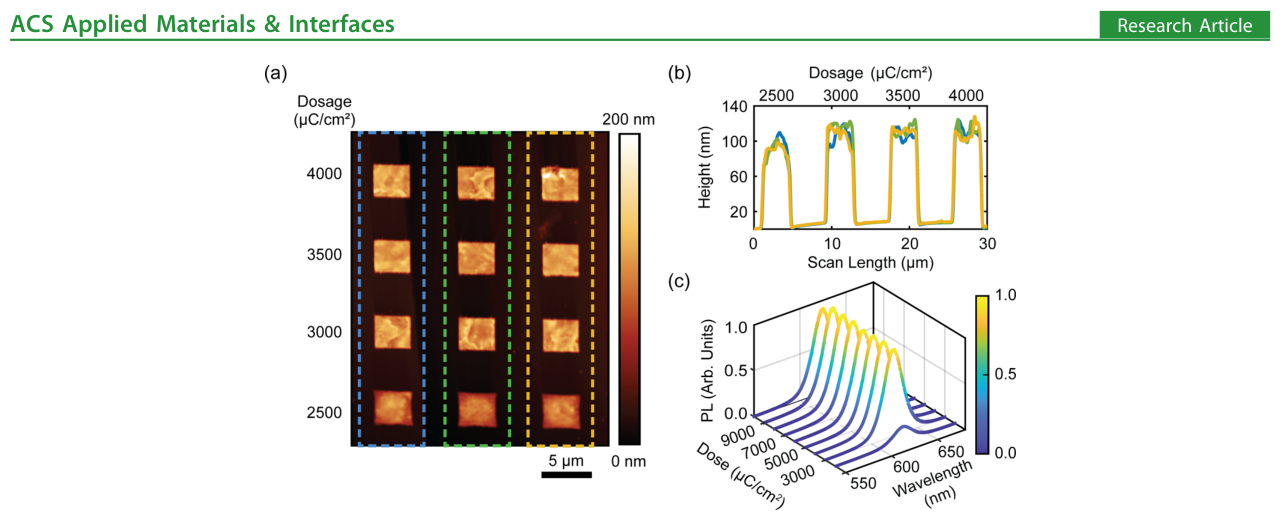 ACS Applied Materials & Interfaces
Research Article
(a)
Dosage
(µC/cm²)
4000
3500
3000
2500
200 nm
0 nm
5 µm
(b)
Dosage (µC/cm²)
2500 3000 3500 4000
140
100
60
20
Height (nm)
0 10 20 30
Scan Length (µm)
(c)
PL (Arb. Units)
1.0
0.5
0.0
9000
7000
5000
3000
Dose (µC/cm²)
550
600
650
Wavelength
(nm)
1.0
0.5
0.0